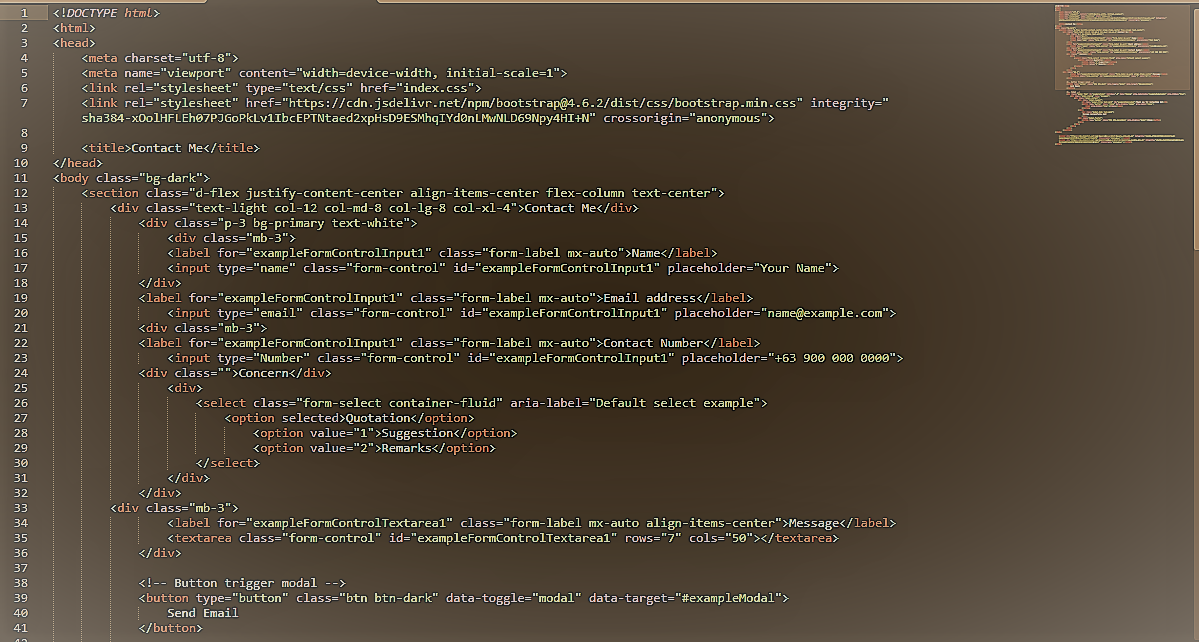 1 <!DOCTYPE html>
2 <html>
3 <head>
4 <meta charset="utf-8">
5 <meta name="viewport" content="width=device-width, initial-scale=1">
6 <link rel="stylesheet" type="text/css" href="index.css">
7 <link rel="stylesheet" href="https://cdn.jsdelivr.net/npm/bootstrap@4.6.2/dist/css/bootstrap.min.css" integrity="
sha384-xOolHFLEh07PJGoPkLv1IbcEPTNtaed2xpHsD9ESMhqIYd0nLMwNLD69Npy4HI+N" crossorigin="anonymous">
8
9 <title>Contact Me</title>
10 </head>
11 <body class="bg-dark">
12 <section class="d-flex justify-content-center align-items-center flex-column text-center">
13 <div class="text-light col-12 col-md-8 col-lg-8 col-xl-4">Contact Me</div>
14 <div class="p-3 bg-primary text-white">
15 <div class="mb-3">
16 <label for="exampleFormControlInput1" class="form-label mx-auto">Name</label>
17 <input type="name" class="form-control" id="exampleFormControlInput1" placeholder="Your Name">
18 </div>
19 <label for="exampleFormControlInput1" class="form-label mx-auto">Email address</label>
20 <input type="email" class="form-control" id="exampleFormControlInput1" placeholder="name@example.com">
21 <div class="mb-3">
22 <label for="exampleFormControlInput1" class="form-label mx-auto">Contact Number</label>
23 <input type="Number" class="form-control" id="exampleFormControlInput1" placeholder="+63 900 000 0000">
24 <div class="">Concern</div>
25 <div>
26 <select class="form-select container-fluid" aria-label="Default select example">
27 <option selected>Quotation</option>
28 <option value="1">Suggestion</option>
29 <option value="2">Remarks</option>
30 </select>
31 </div>
32 </div>
33 <div class="mb-3">
34 <label for="exampleFormControlTextarea1" class="form-label mx-auto align-items-center">Message</label>
35 <textarea class="form-control" id="exampleFormControlTextarea1" rows="7" cols="50"></textarea>
36 </div>
37
38 <!-- Button trigger modal -->
39 <button type="button" class="btn btn-dark" data-toggle="modal" data-target="#exampleModal">
40 Send Email
41 </button>